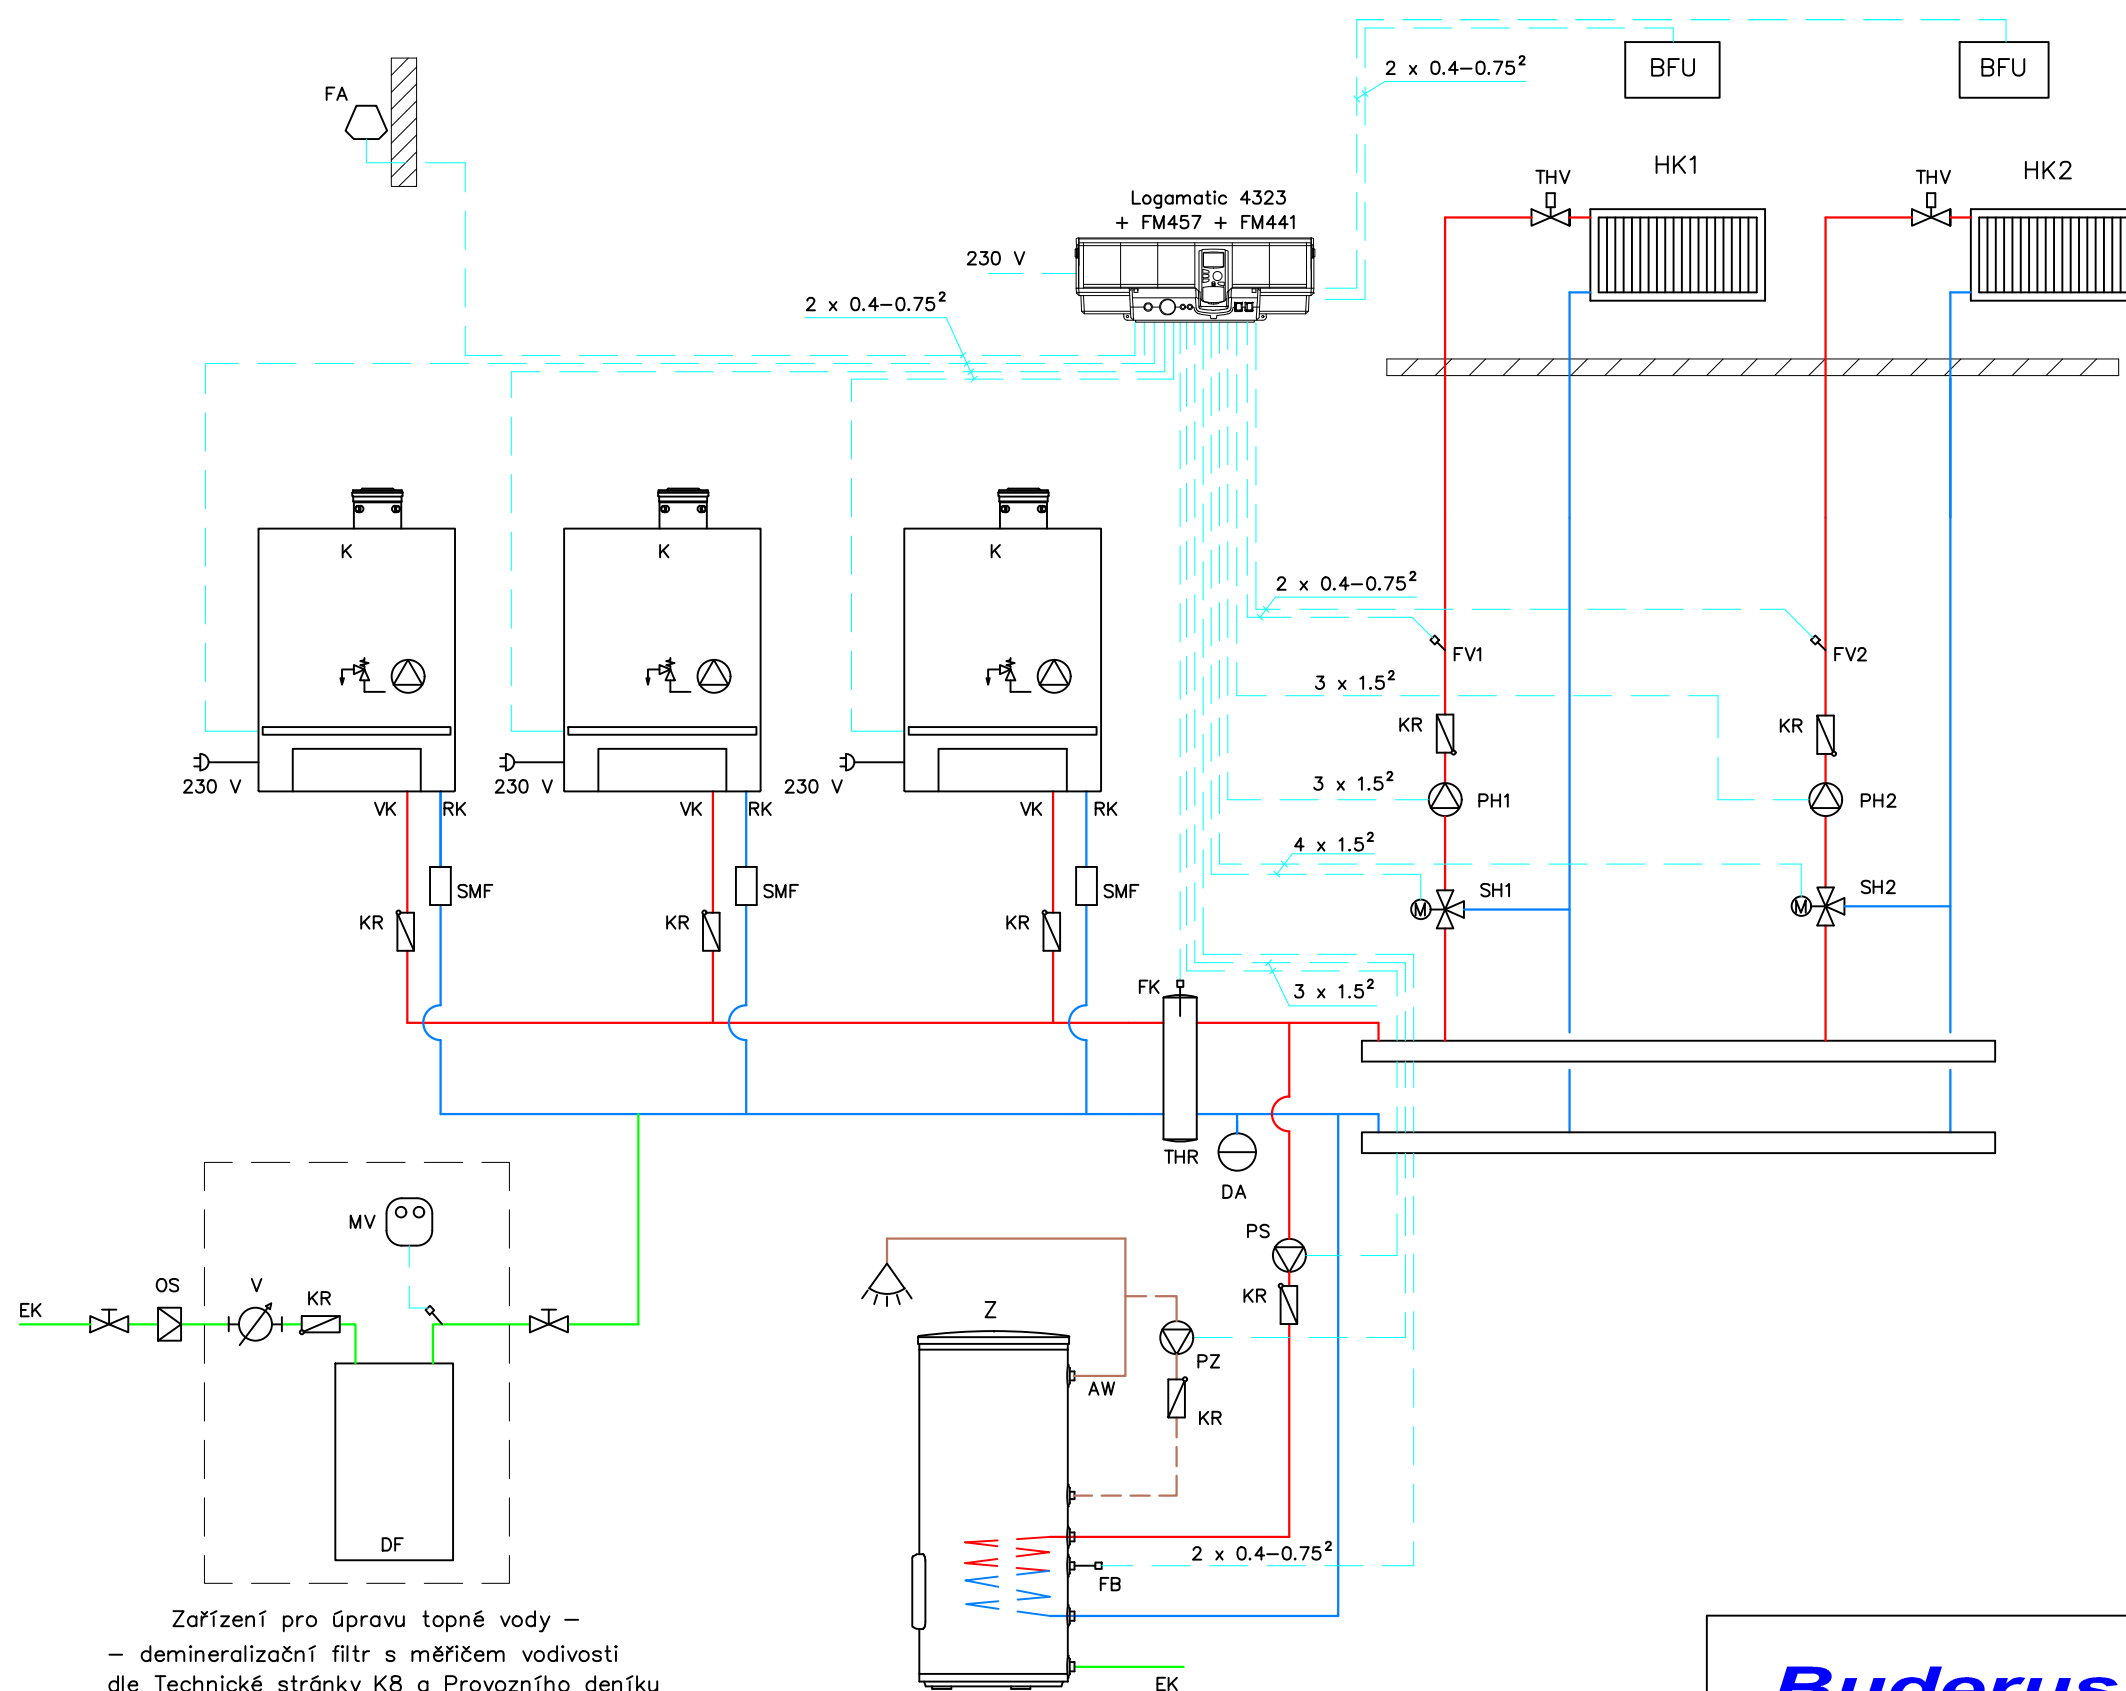 2 x 0.4–0.75²
BFU
BFU
FA
HK1
HK2
THV
THV
Logamatic 4323
+ FM457 + FM441
230 V
2 x 0.4–0.75²
K
K
K
2 x 0.4–0.75²
FV1
FV2
3 x 1.5²
KR
KR
230 V
230 V
230 V
3 x 1.5²
PH1
PH2
VK
RK
VK
RK
VK
RK
4 x 1.5²
SMF
SMF
SMF
SH1
SH2
M
M
KR
KR
KR
FK
3 x 1.5²
THR
DA
MV
PS
OS
V
KR
EK
KR
Z
PZ
AW
KR
DF
2 x 0.4–0.75²
FB
Zařízení pro úpravu topné vody –
– demineralizační filtr s měřičem vodivosti
dle Technické stránky K8 a Provozního deníku
EK
Buderus